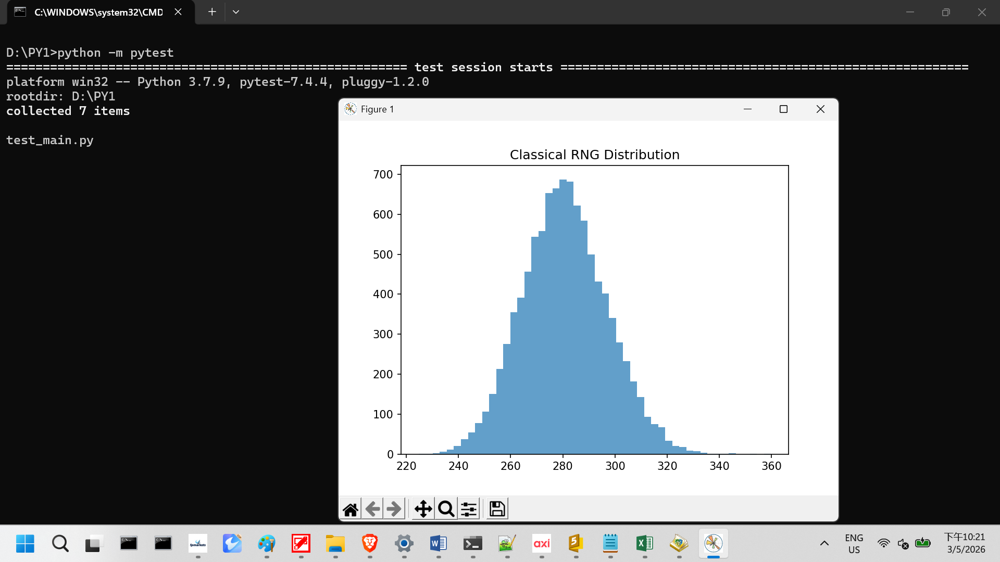 C:\WINDOWS\system32\CMD
D:\PY1>python -m pytest
======================================================= test session starts ========================================================
platform win32 -- Python 3.7.9, pytest-7.4.4, pluggy-1.2.0
rootdir: D:\PY1
collected 7 items
test_main.py
Figure 1
Classical RNG Distribution
700
600
500
400
300
200
100
0
220 240 260 280 300 320 340 360
fpmarkets
axi
ENG
US
下午10:21
3/5/2026